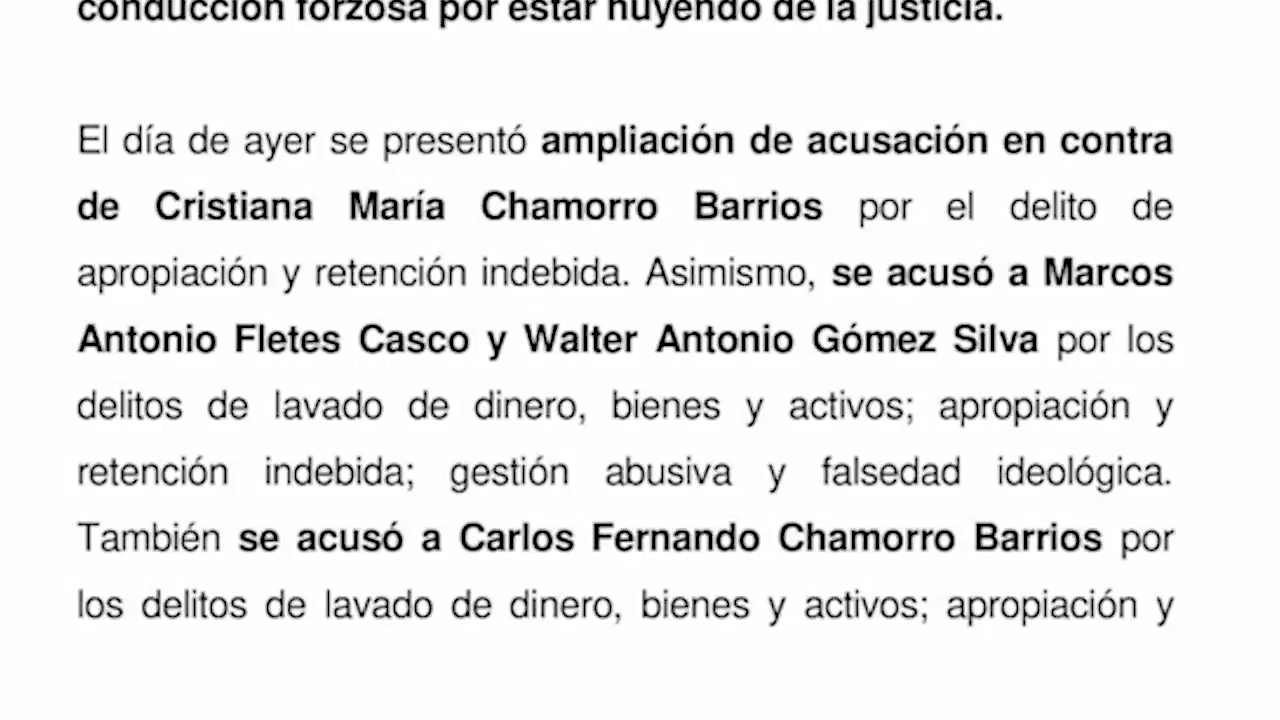 conducción forzosa por estar huyendo de la justicia.
El día de ayer se presentó ampliación de acusación en contra
de Cristiana María Chamorro Barrios por el delito de
apropiación y retención indebida. Asimismo, se acusó a Marcos
Antonio Fletes Casco y Walter Antonio Gómez Silva por los
delitos de lavado de dinero, bienes y activos; apropiación y
retención indebida; gestión abusiva y falsedad ideológica.
También se acusó a Carlos Fernando Chamorro Barrios por
los delitos de lavado de dinero, bienes y activos; apropiación y